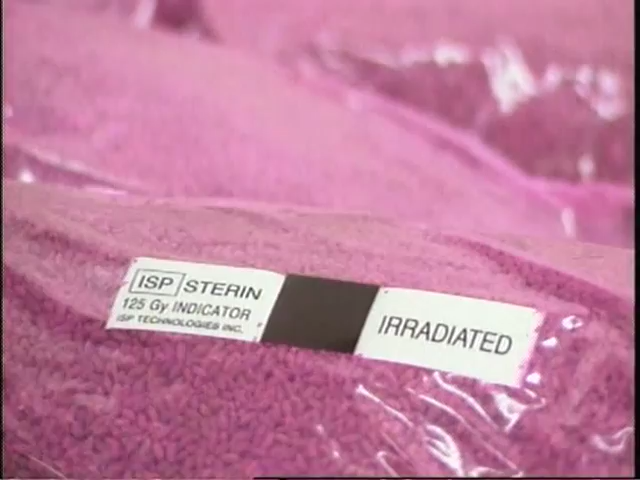 ISP STERIN
125 Gy INDICATOR
ISP TECHNOLOGIES INC.
IRRADIATED